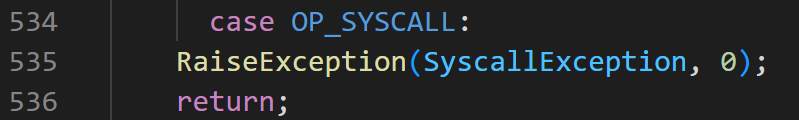 534 case OP_SYSCALL:
535 RaiseException(SyscallException, 0);
536 return;